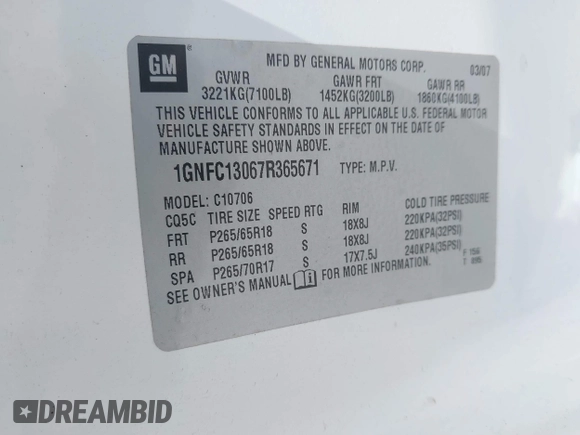 GM
MFD BY GENERAL MOTORS CORP. 03/07
GVWR GAWR FRT GAWR RR
3221KG(7100LB) 1452KG(3200LB) 1860KG(4100LB)
THIS VEHICLE CONFORMS TO ALL APPLICABLE U.S. FEDERAL MOTOR
VEHICLE SAFETY STANDARDS IN EFFECT ON THE DATE OF
MANUFACTURE SHOWN ABOVE.
1GNFC13067R365671 TYPE: M.P.V.
MODEL: C10706
CQ5C TIRE SIZE SPEED RTG RIM COLD TIRE PRESSURE
FRT P265/65R18 S 18X8J 220KPA(32PSI)
RR P265/65R18 S 18X8J 220KPA(32PSI)
SPA P265/70R17 S 17X7.5J 240KPA(35PSI)
SEE OWNER'S MANUAL FOR MORE INFORMATION.
DREAMBID